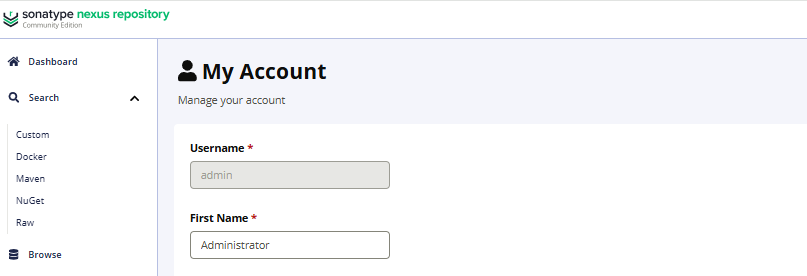 sonatype nexus repository
Community Edition
Dashboard
Search
Custom
Docker
Maven
NuGet
Raw
Browse
My Account
Manage your account
Username *
admin
First Name *
Administrator